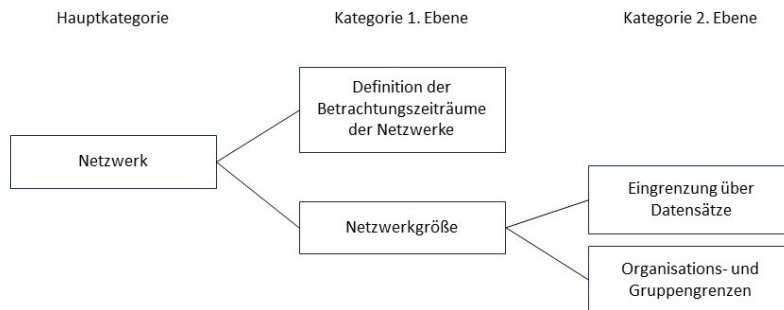 Hauptkategorie
Kategorie 1. Ebene
Kategorie 2. Ebene
Netzwerk
Definition der
Betrachtungszeiträume
der Netzwerke
Netzwerkgröße
Eingrenzung über
Datensätze
Organisations- und
Gruppengrenzen